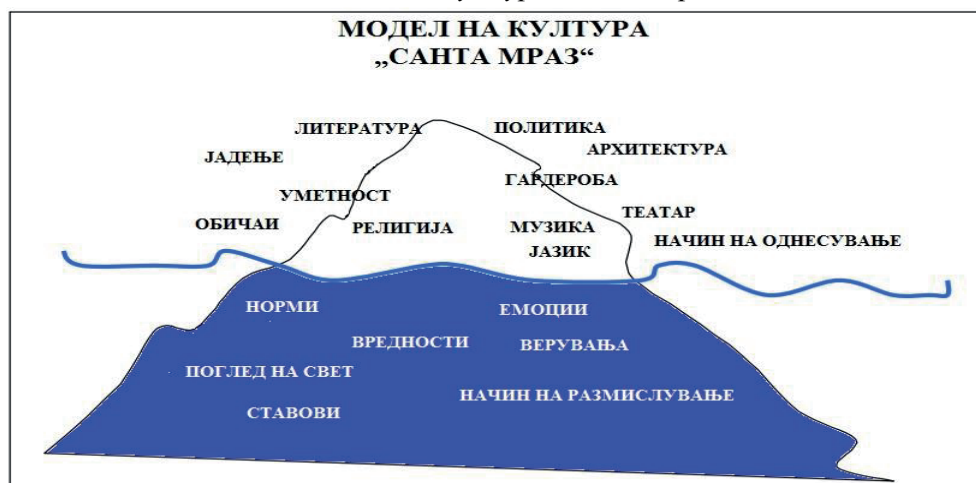 МОДЕЛ НА КУЛТУРА
„САНТА МРАЗ“
ЛИТЕРАТУРА
ПОЛИТИКА
АРХИТЕКТУРА
ЈАДЕЊЕ
ГАРДЕРОБА
УМЕТНОСТ
ТЕАТАР
ОБИЧАИ
РЕЛИГИЈА
МУЗИКА
НАЧИН НА ОДНЕСУВАЊЕ
ЈАЗИК
НОРМИ
ЕМОЦИИ
ВРЕДНОСТИ
ВЕРУВАЊА
ПОГЛЕД НА СВЕТ
НАЧИН НА РАЗМИСЛУВАЊЕ
СТАВОВИ